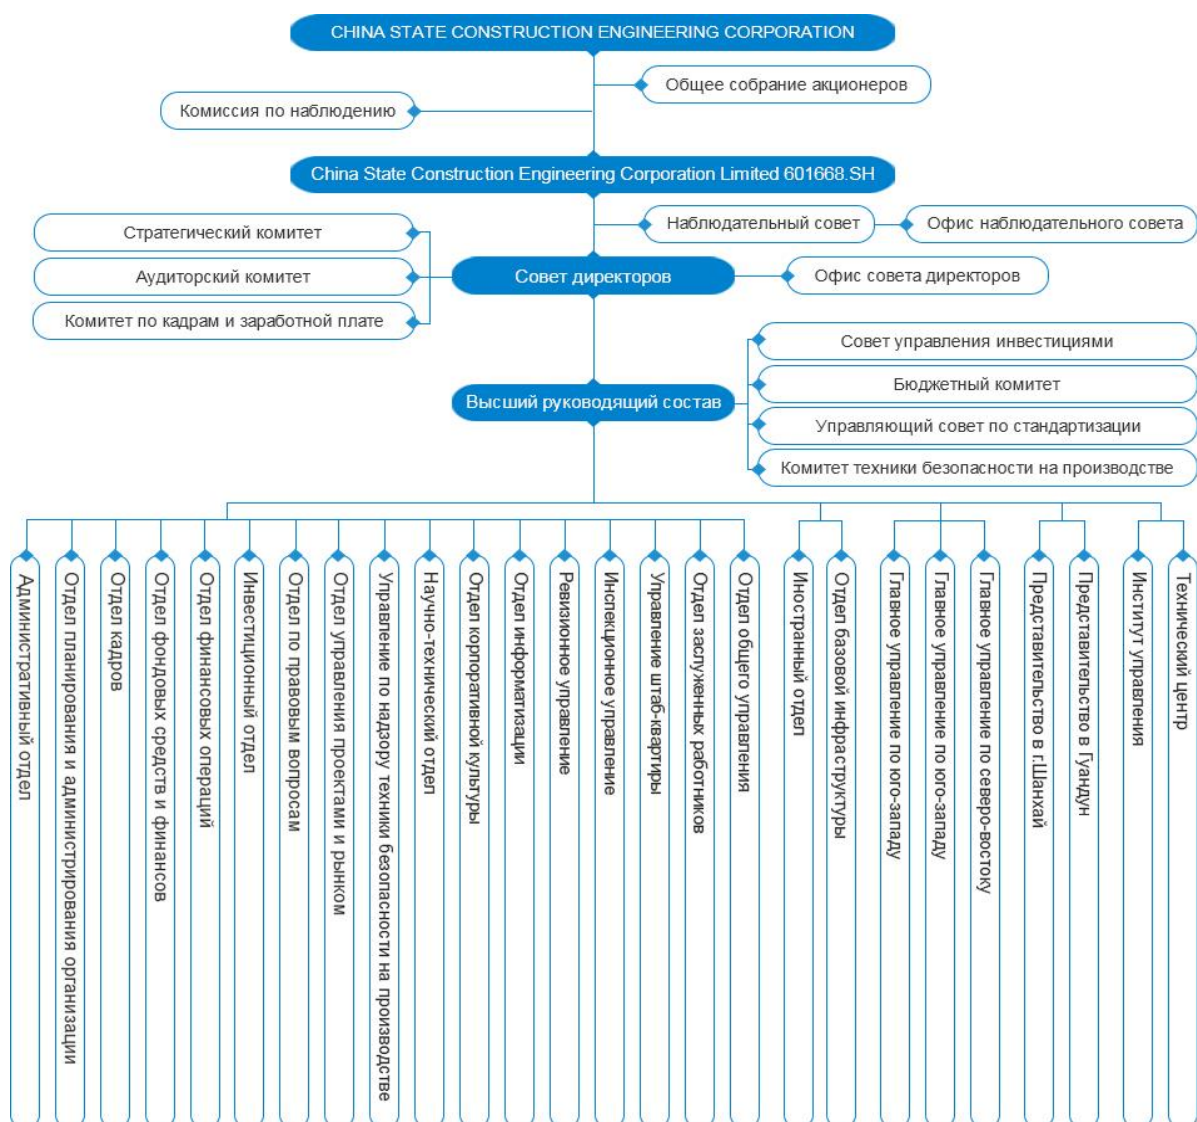 CHINA STATE CONSTRUCTION ENGINEERING CORPORATION
Общее собрание акционеров
Комиссия по наблюдению
China State Construction Engineering Corporation Limited 601668.SH
Наблюдательный совет
Офис наблюдательного совета
Стратегический комитет
Аудиторский комитет
Совет директоров
Офис совета директоров
Комитет по кадрам и заработной плате
Совет управления инвестициями
Бюджетный комитет
Высший руководящий состав
Управляющий совет по стандартизации
Комитет техники безопасности на производстве
Административный отдел
Отдел планирования и администрирования организации
Отдел кадров
Отдел фондовых средств и финансов
Отдел финансовых операций
Инвестиционный отдел
Отдел по правовым вопросам
Отдел управления проектами и рынком
Управление по надзору техники безопасности на производстве
Научно-технический отдел
Отдел корпоративной культуры
Отдел информатизации
Ревизионное управление
Инспекционное управление
Управление штаб-квартиры
Отдел заслуженных работников
Отдел общего управления
Иностранный отдел
Отдел базовой инфраструктуры
Главное управление по юго-западу
Главное управление по юго-западу
Главное управление по северо-востоку
Представительство в г.Шанхай
Представительство в Гуандун
Институт управления
Технический центр